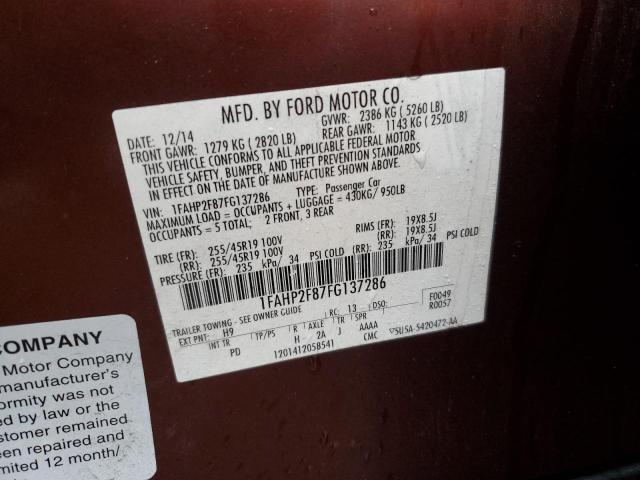 MFD. BY FORD MOTOR CO.
DATE: 12/14
GVWR: 2386 KG ( 5260 LB)
FRONT GAWR: 1279 KG ( 2820 LB)
REAR GAWR: 1143 KG ( 2520 LB)
THIS VEHICLE CONFORMS TO ALL APPLICABLE FEDERAL MOTOR
VEHICLE SAFETY, BUMPER, AND THEFT PREVENTION STANDARDS
IN EFFECT ON THE DATE OF MANUFACTURE SHOWN ABOVE.
VIN: 1FAHP2F87FG137286
TYPE: Passenger Car
MAXIMUM LOAD = OCCUPANTS + LUGGAGE = 430KG/ 950LB
OCCUPANTS = 5 TOTAL; 2 FRONT, 3 REAR
TIRE (FF): 255/45R19 100V
RIMS (FF): 19X8.5J
(RR): 255/45R19 100V
(RR): 19X8.5J
PRESSURE (FF): 235 kPa/ 34 PSI COLD
(RR): 235 kPa/ 34 PSI COLD
1FAHP2F87FG137286
TRAILER TOWING - SEE OWNER GUIDE
EXT PNT: H9
RC: 13
DSO:
F0049
R0057
INT TR
TP/PS
R
AXLE
TR
SPR
PD
H
2A
J
AAAA
1201412058541
CMC
5USA-S420472-AA
COMPANY
Motor Company
manufacturer's
ormity was not
ed by law or the
stomer remained
een repaired and
mited 12 month/